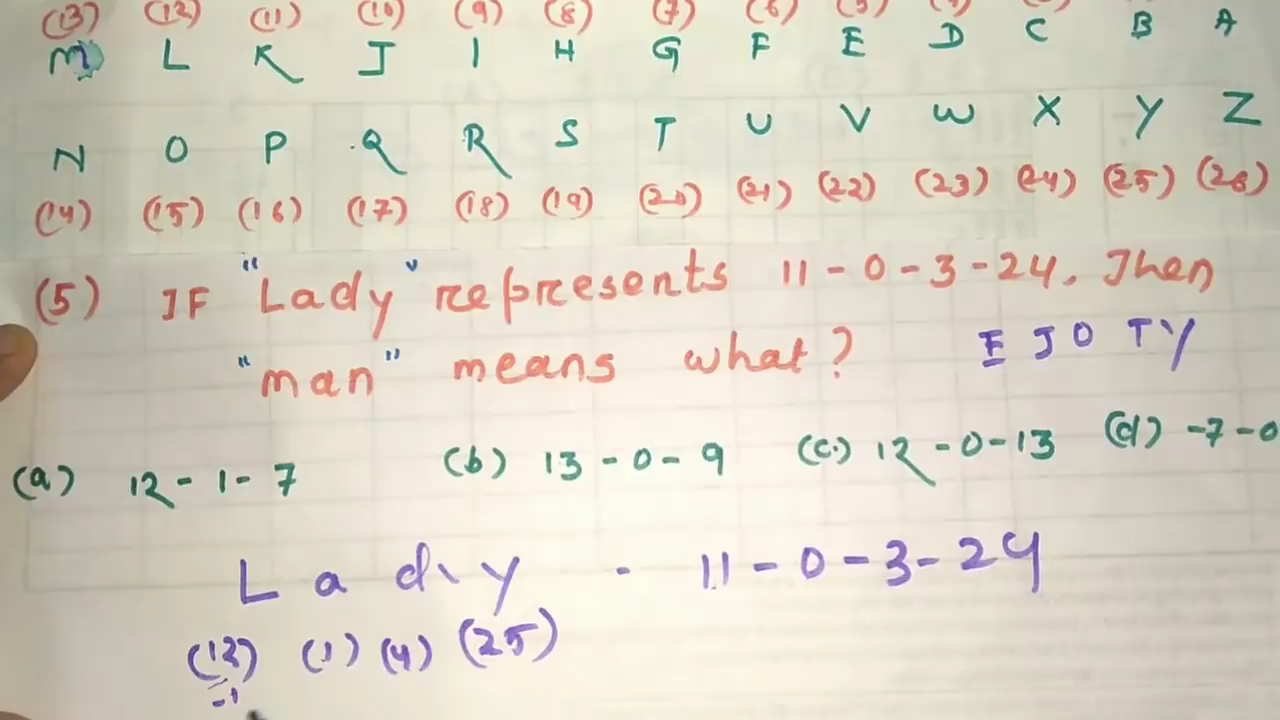 (13) (12) (11) (10) (9) (8) (7) (6) (5)
M L K J I H G F E D C B A
N O P Q R S T U V W X Y Z
(14) (15) (16) (17) (18) (19) (20) (21) (22) (23) (24) (25) (26)
(5) IF "Lady" represents 11-0-3-24. Then
"man" means what? E J O T Y
(a) 12-1-7 (b) 13-0-9 (c.) 12-0-13 (d) -7-0
L a d y - 11-0-3-24
(12) (1) (4) (25)
-1